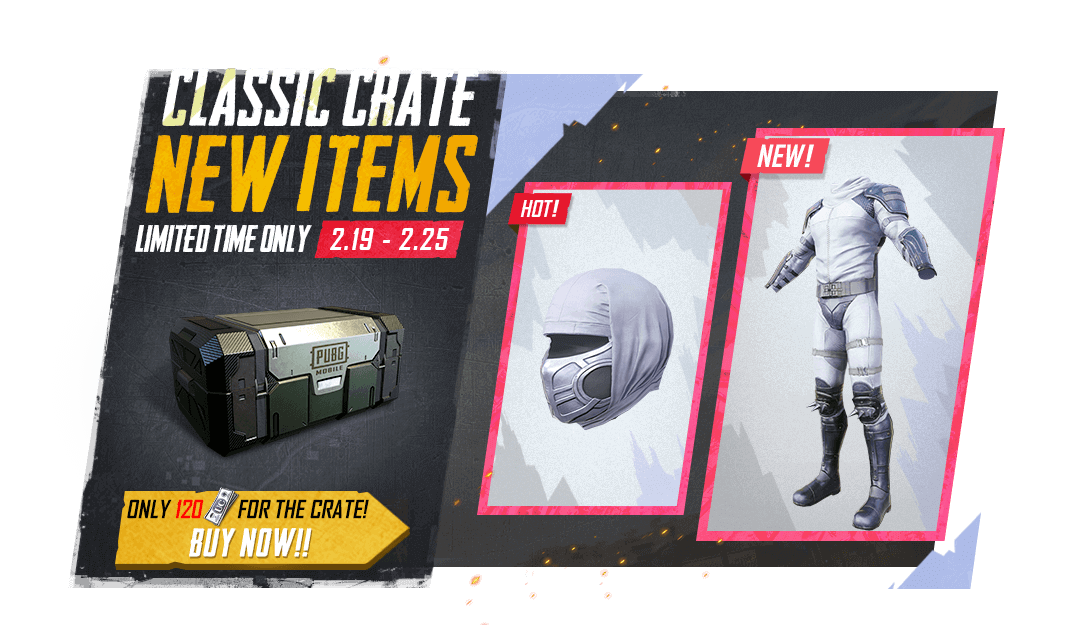 CLASSIC CRATE
NEW ITEMS
LIMITED TIME ONLY 2.19 - 2.25
PUBG
MOBILE
ONLY 120 UC FOR THE CRATE!
BUY NOW!!
HOT!
NEW!